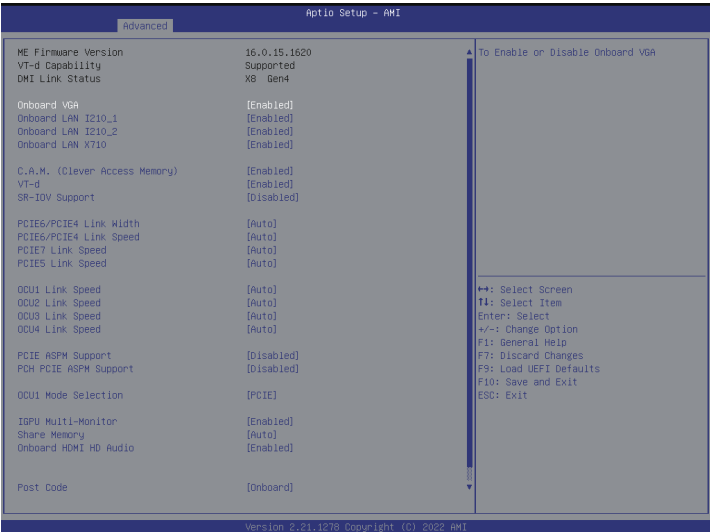 Aptio Setup – AMI
Advanced
ME Firmware Version 16.0.15.1620
VT-d Capability Supported
DMI Link Status X8 Gen4
Onboard VGA [Enabled]
Onboard LAN I210_1 [Enabled]
Onboard LAN I210_2 [Enabled]
Onboard LAN X710 [Enabled]
C.A.M. (Clever Access Memory) [Enabled]
VT-d [Enabled]
SR-IOV Support [Disabled]
PCIE6/PCIE4 Link Width [Auto]
PCIE6/PCIE4 Link Speed [Auto]
PCIE7 Link Speed [Auto]
PCIE5 Link Speed [Auto]
OCU1 Link Speed [Auto]
OCU2 Link Speed [Auto]
OCU3 Link Speed [Auto]
OCU4 Link Speed [Auto]
PCIE ASPM Support [Disabled]
PCH PCIE ASPM Support [Disabled]
OCU1 Mode Selection [PCIE]
IGPU Multi-Monitor [Enabled]
Share Memory [Auto]
Onboard HDMI HD Audio [Enabled]
Post Code [Onboard]
To Enable or Disable Onboard VGA
↔: Select Screen
↑↓: Select Item
Enter: Select
+/-: Change Option
F1: General Help
F7: Discard Changes
F9: Load UEFI Defaults
F10: Save and Exit
ESC: Exit
Version 2.21.1278 Copyright (C) 2022 AMI